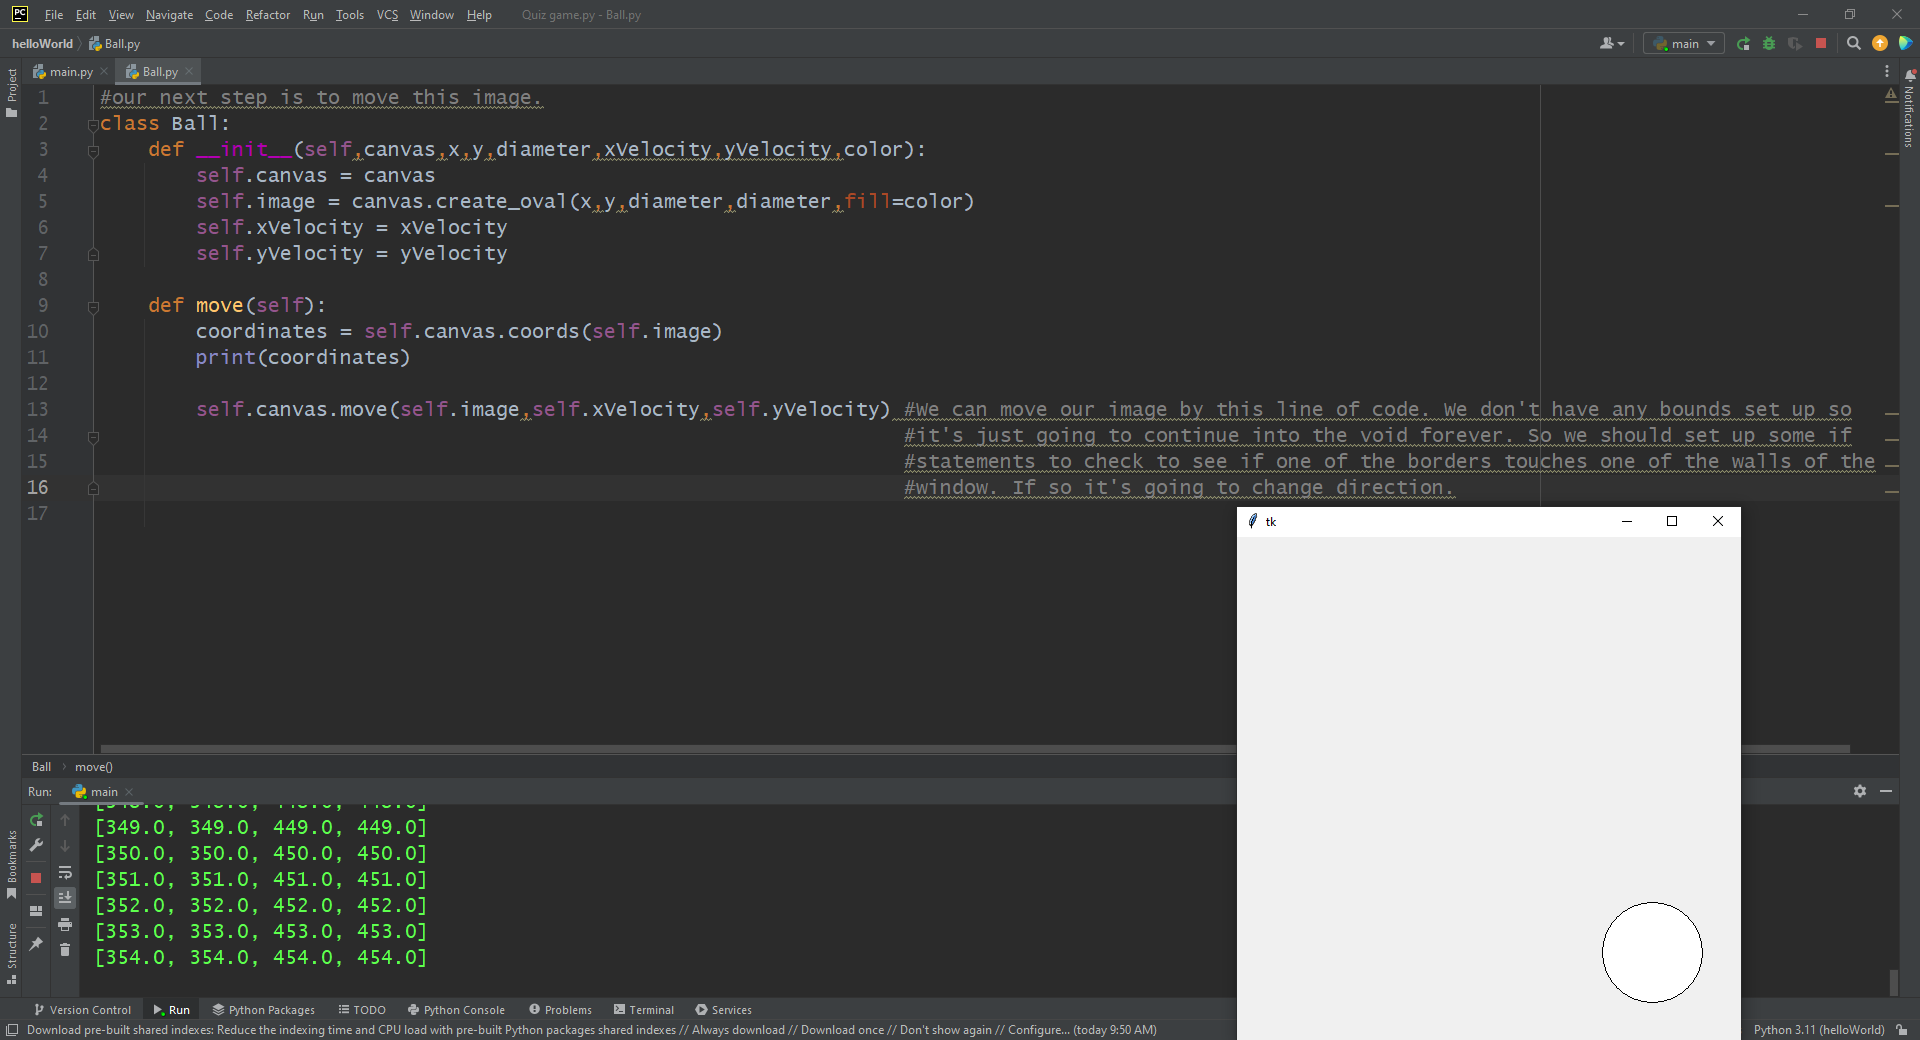 PC File Edit View Navigate Code Refactor Run Tools VCS Window Help Quiz game.py - Ball.py
helloWorld Ball.py main
Project
main.py Ball.py
Notifications
1 #our next step is to move this image.
2 class Ball:
3 def __init__(self,canvas,x,y,diameter,xVelocity,yVelocity,color):
4 self.canvas = canvas
5 self.image = canvas.create_oval(x,y,diameter,diameter,fill=color)
6 self.xVelocity = xVelocity
7 self.yVelocity = yVelocity
8
9 def move(self):
10 coordinates = self.canvas.coords(self.image)
11 print(coordinates)
12
13 self.canvas.move(self.image,self.xVelocity,self.yVelocity) #We can move our image by this line of code. We don't have any bounds set up so
14 #it's just going to continue into the void forever. So we should set up some if
15 #statements to check to see if one of the borders touches one of the walls of the
16 #window. If so it's going to change direction.
17
tk
Ball move()
Run: main
[349.0, 349.0, 449.0, 449.0]
[350.0, 350.0, 450.0, 450.0]
[351.0, 351.0, 451.0, 451.0]
[352.0, 352.0, 452.0, 452.0]
[353.0, 353.0, 453.0, 453.0]
[354.0, 354.0, 454.0, 454.0]
Bookmarks
Structure
Version Control Run Python Packages TODO Python Console Problems Terminal Services
Download pre-built shared indexes: Reduce the indexing time and CPU load with pre-built Python packages shared indexes // Always download // Download once // Don't show again // Configure... (today 9:50 AM) Python 3.11 (helloWorld)